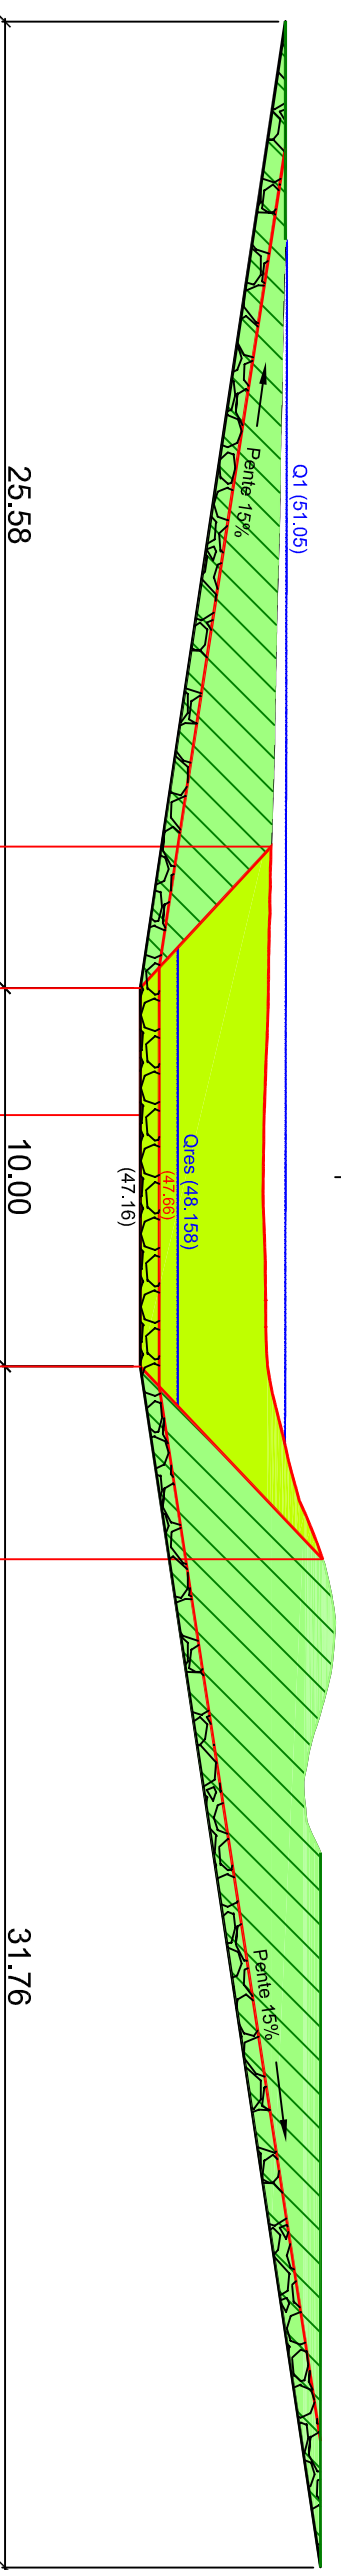 Q1 (51.05)
Pente 15%
25.58
Qres (48.158)
(47.66)
(47.16)
10.00
Pente 15%
31.76